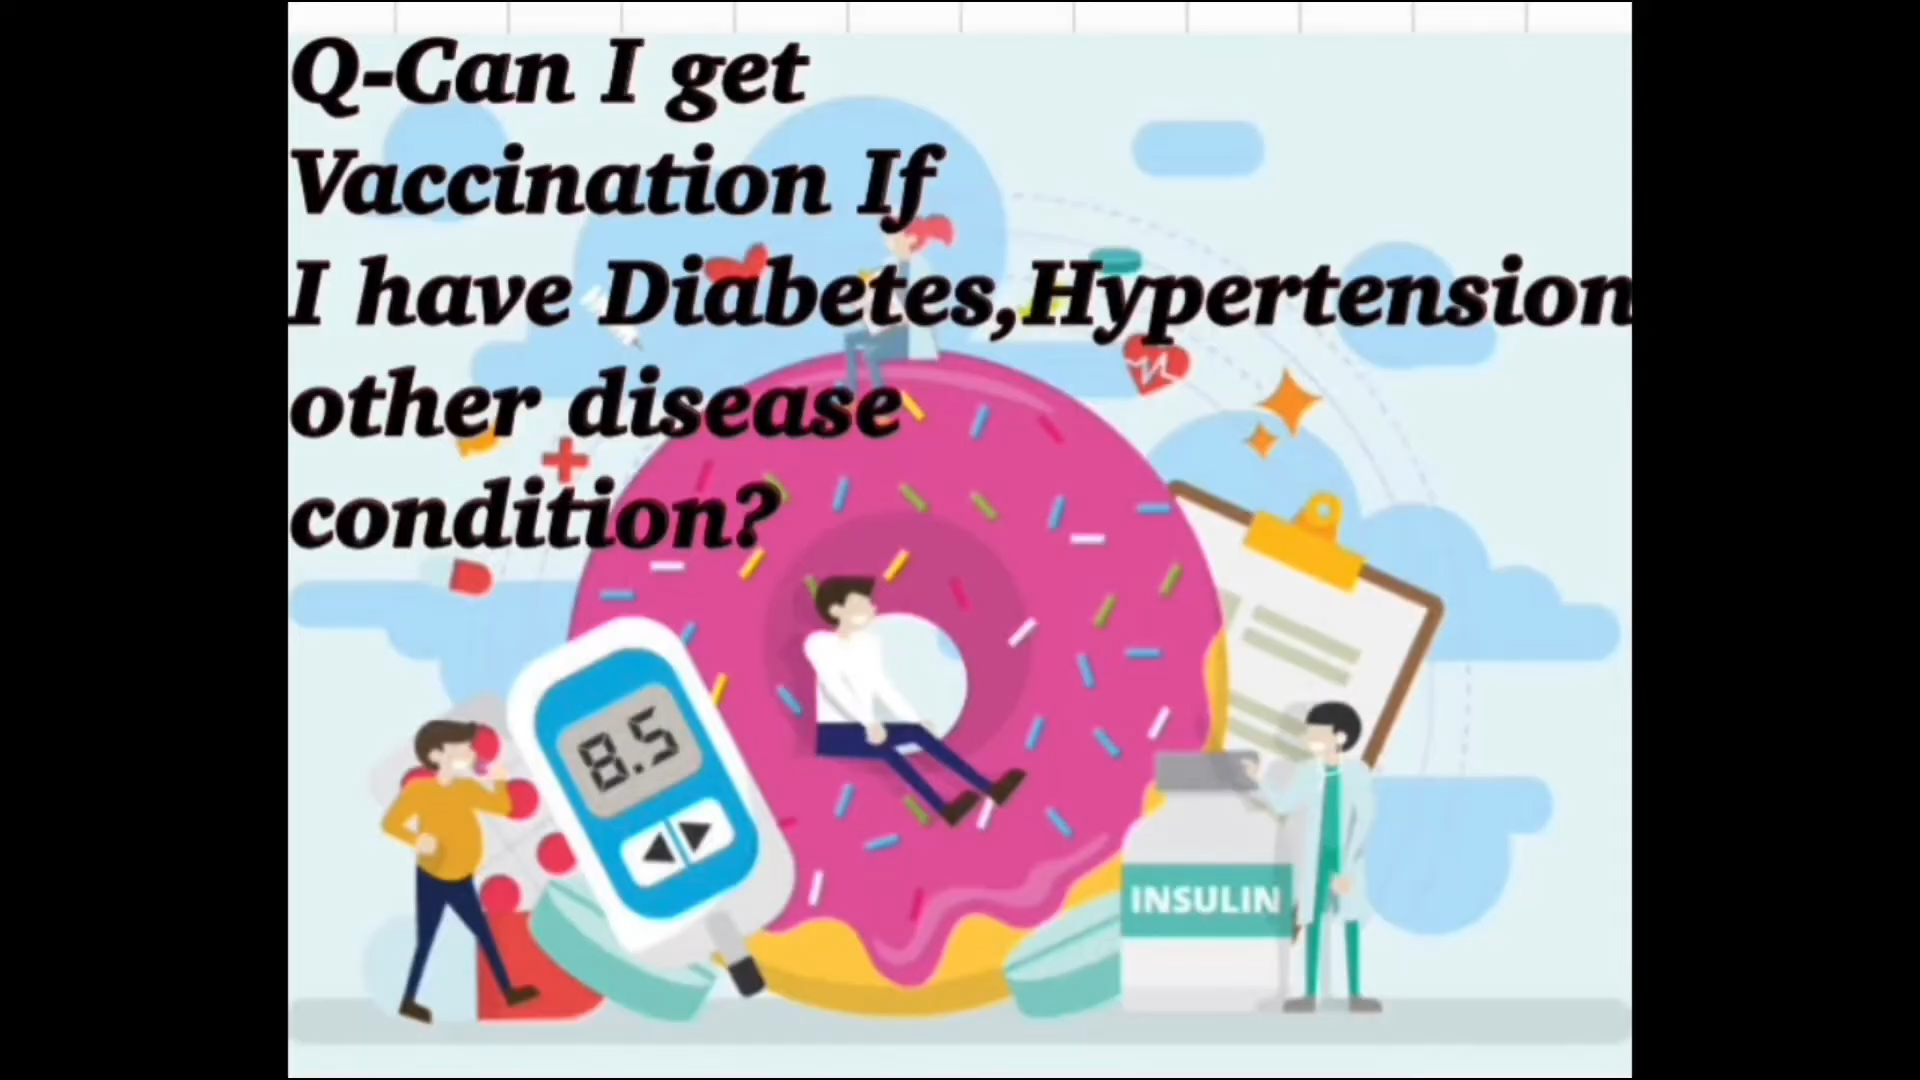 Q-Can I get
Vaccination If
I have Diabetes,Hypertension
other disease
condition?
8.5
INSULIN